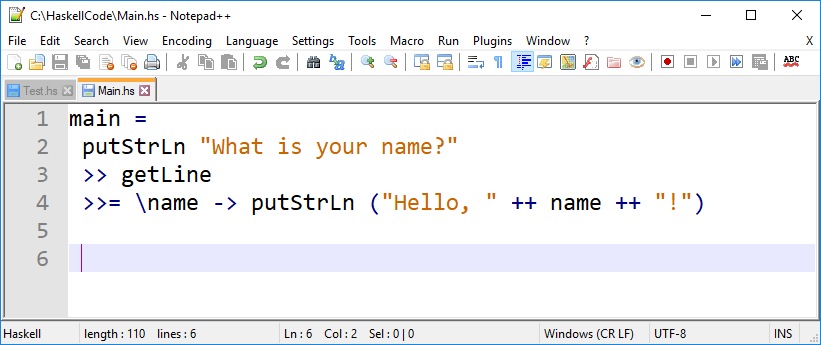 C:\HaskellCode\Main.hs - Notepad++
File Edit Search View Encoding Language Settings Tools Macro Run Plugins Window ? X
ABC
Test.hs Main.hs
1 main =
2  putStrLn "What is your name?"
3  >> getLine
4  >>= \name -> putStrLn ("Hello, " ++ name ++ "!")
5
6
Haskell length : 110 lines : 6 Ln : 6 Col : 2 Sel : 0 | 0 Windows (CR LF) UTF-8 INS